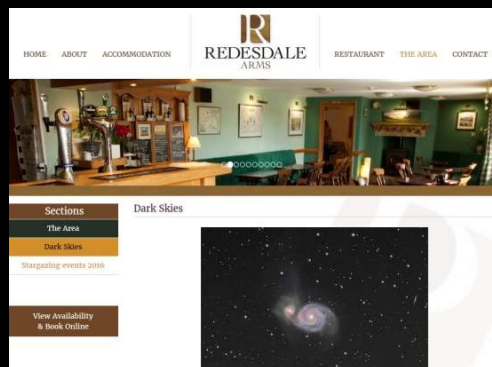 HOME ABOUT ACCOMMODATION
R
REDESDALE
ARMS
RESTAURANT THE AREA CONTACT
Sections
The Area
Dark Skies
Stargazing events 2016
View Availability
& Book Online
Dark Skies